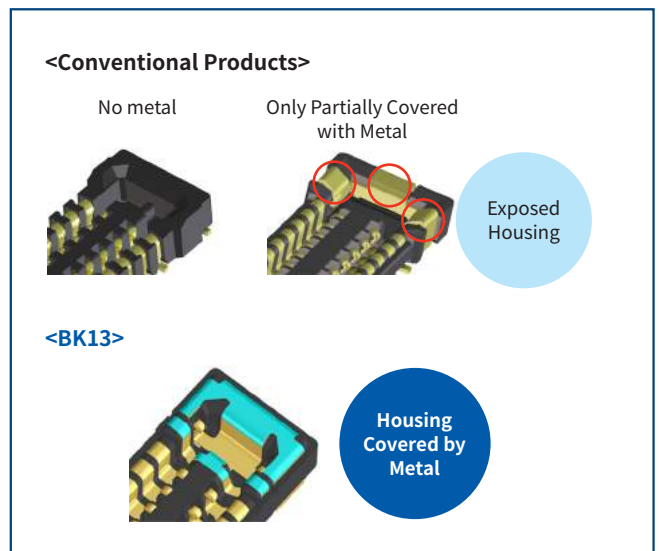 <Conventional Products>
No metal
Only Partially Covered
with Metal
Exposed
Housing
<BK13>
Housing
Covered by
Metal